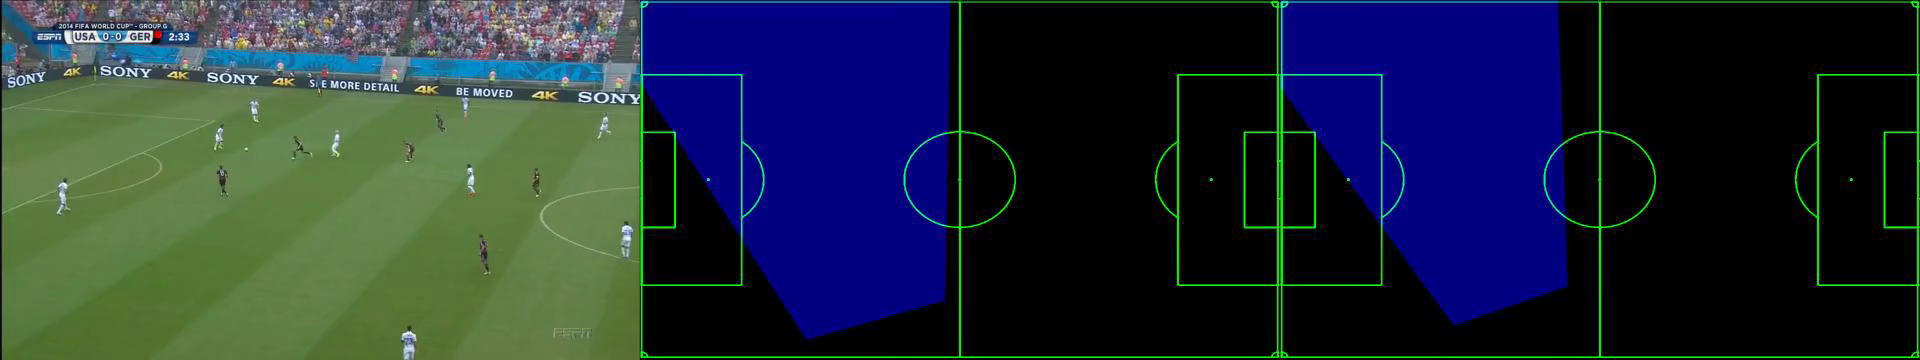 2014 FIFA WORLD CUP™ - GROUP G
ESPN USA 0-0 GER 2:33
SONY 4K SONY 4K SONY 4K SEE MORE DETAIL 4K BE MOVED 4K SONY
ESPN